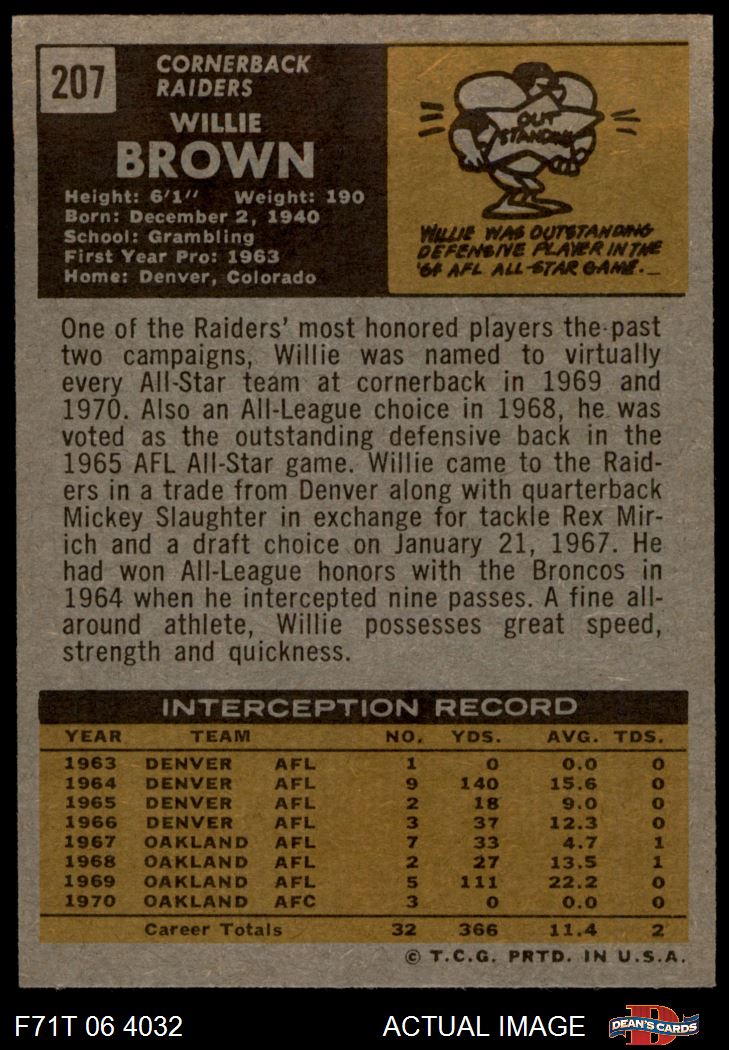 207
CORNERBACK
RAIDERS
WILLIE
BROWN
Height: 6'1" Weight: 190
Born: December 2, 1940
School: Grambling
First Year Pro: 1963
Home: Denver, Colorado
OUT
STANDING
WILLIE WAS OUTSTANDING
DEFENSIVE PLAYER IN THE
'64 AFL ALL-STAR GAME.
One of the Raiders' most honored players the past
two campaigns, Willie was named to virtually
every All-Star team at cornerback in 1969 and
1970. Also an All-League choice in 1968, he was
voted as the outstanding defensive back in the
1965 AFL All-Star game. Willie came to the Raid-
ers in a trade from Denver along with quarterback
Mickey Slaughter in exchange for tackle Rex Mir-
ich and a draft choice on January 21, 1967. He
had won All-League honors with the Broncos in
1964 when he intercepted nine passes. A fine all-
around athlete, Willie possesses great speed,
strength and quickness.
INTERCEPTION RECORD
YEAR TEAM NO. YDS. AVG. TDS.
1963 DENVER AFL 1 0 0.0 0
1964 DENVER AFL 9 140 15.6 0
1965 DENVER AFL 2 18 9.0 0
1966 DENVER AFL 3 37 12.3 0
1967 OAKLAND AFL 7 33 4.7 1
1968 OAKLAND AFL 2 27 13.5 1
1969 OAKLAND AFL 5 111 22.2 0
1970 OAKLAND AFC 3 0 0.0 0
Career Totals 32 366 11.4 2
© T.C.G. PRTD. IN U.S.A.
F71T 06 4032 ACTUAL IMAGE D DEAN'S CARDS